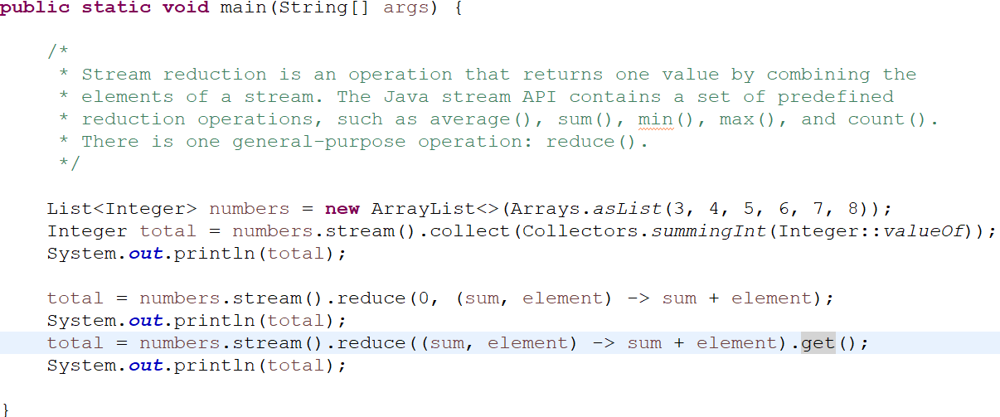 public static void main(String[] args) {
/*
* Stream reduction is an operation that returns one value by combining the
* elements of a stream. The Java stream API contains a set of predefined
* reduction operations, such as average(), sum(), min(), max(), and count().
* There is one general-purpose operation: reduce().
*/
List<Integer> numbers = new ArrayList<>(Arrays.asList(3, 4, 5, 6, 7, 8));
Integer total = numbers.stream().collect(Collectors.summingInt(Integer::valueOf));
System.out.println(total);
total = numbers.stream().reduce(0, (sum, element) -> sum + element);
System.out.println(total);
total = numbers.stream().reduce((sum, element) -> sum + element).get();
System.out.println(total);
}